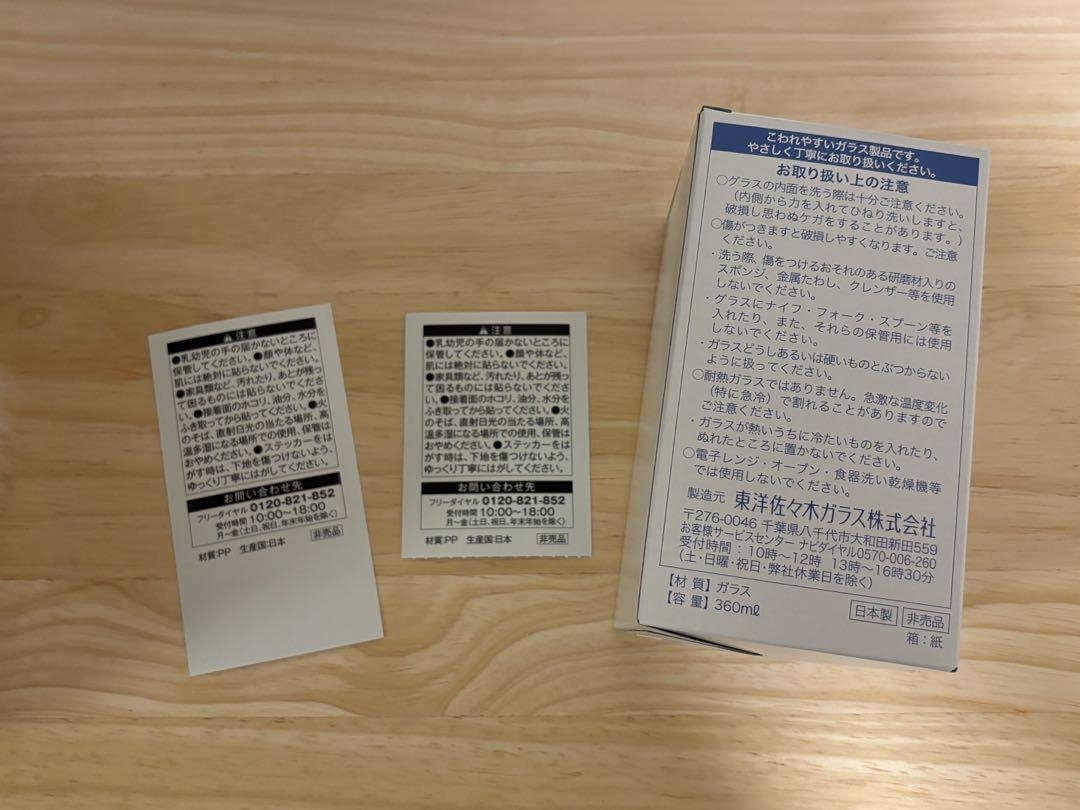 ⚠注意
●乳幼児の手の届かないところに
保管してください。●顔や体など、
肌には絶対に貼らないでください。
●家具類など、汚れたり、あとが残っ
て困るものには貼らないでくださ
い。●接着面のホコリ、油分、水分を
ふき取ってから貼ってください。●火
のそば、直射日光の当たる場所、高
温多湿になる場所での使用、保管は
おやめください。●ステッカーをは
がす時は、下地を傷つけないよう、
ゆっくり丁寧にはがしてください。
お問い合わせ先
フリーダイヤル 0120-821-852
受付時間 10:00〜18:00
月〜金(土日、祝日、年末年始を除く)
材質:PP 生産国:日本 非売品
⚠注意
●乳幼児の手の届かないところに
保管してください。●顔や体など、
肌には絶対に貼らないでください。
●家具類など、汚れたり、あとが残っ
て困るものには貼らないでくださ
い。●接着面のホコリ、油分、水分を
ふき取ってから貼ってください。●火
のそば、直射日光の当たる場所、高
温多湿になる場所での使用、保管は
おやめください。●ステッカーをは
がす時は、下地を傷つけないよう、
ゆっくり丁寧にはがしてください。
お問い合わせ先
フリーダイヤル 0120-821-852
受付時間 10:00〜18:00
月〜金(土日、祝日、年末年始を除く)
材質:PP 生産国:日本 非売品
こわれやすいガラス製品です。
やさしく丁寧にお取り扱いください。
お取り扱い上の注意
○グラスの内面を洗う際は十分ご注意ください。
(内側から力を入れてひねり洗いしますと、
破損し思わぬケガをすることがあります。)
○傷がつきますと破損しやすくなります。ご注意
ください。
・洗う際、傷をつけるおそれのある研磨材入りの
スポンジ、金属たわし、クレンザー等を使用
しないでください。
・グラスにナイフ・フォーク・スプーン等を
入れたり、また、それらの保管用には使用
しないでください。
・ガラスどうしあるいは硬いものとぶつからない
ように扱ってください。
○耐熱ガラスではありません。急激な温度変化
(特に急冷)で割れることがありますので
ご注意ください。
・ガラスが熱いうちに冷たいものを入れたり、
ぬれたところに置かないでください。
○電子レンジ・オーブン・食器洗い乾燥機等
では使用しないでください。
製造元 東洋佐々木ガラス株式会社
〒276-0046 千葉県八千代市大和田新田559
お客様サービスセンター ナビダイヤル0570-006-260
受付時間:10時〜12時 13時〜16時30分
(土・日曜・祝日・弊社休業日を除く)
【材 質】ガラス
【容 量】360mℓ
日本製 非売品
箱:紙